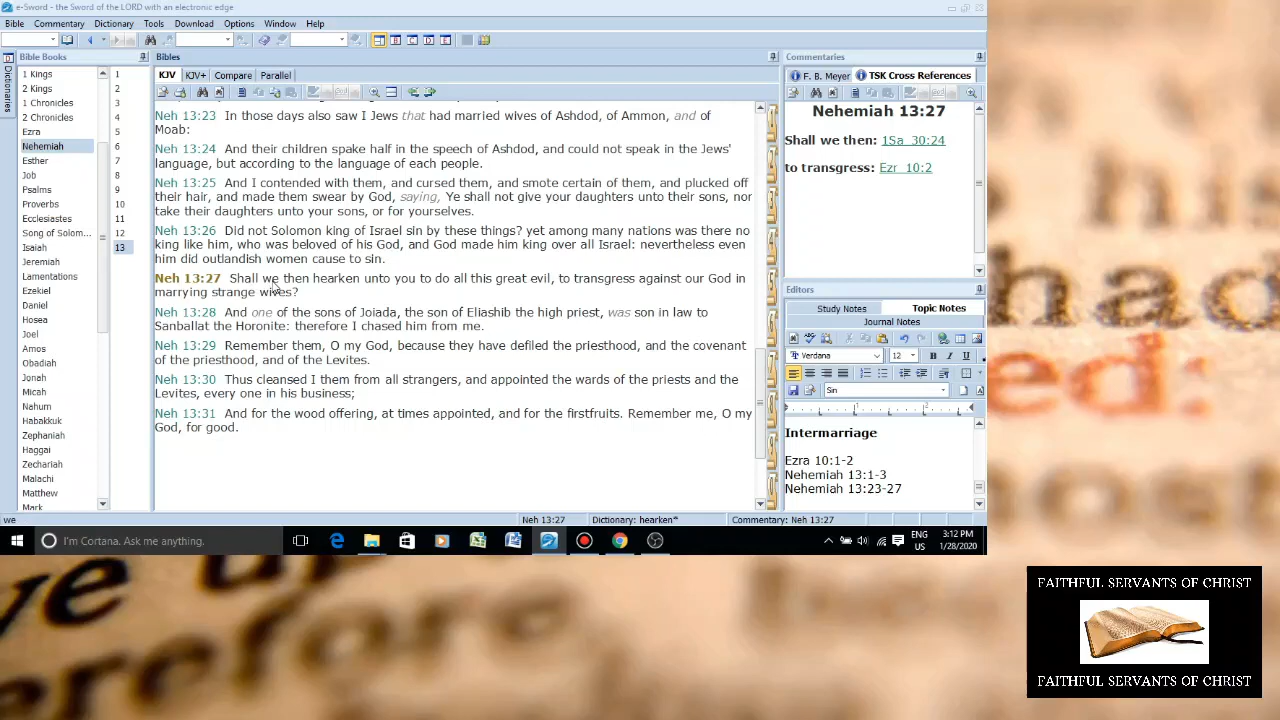 e-Sword - the Sword of the LORD with an electronic edge
Bible Commentary Dictionary Tools Download Options Window Help
Bible Books
Bibles
Commentaries
Dictionaries
KJV KJV+ Compare Parallel
F. B. Meyer TSK Cross References
1 Kings
2 Kings
1 Chronicles
2 Chronicles
Ezra
Nehemiah
Esther
Job
Psalms
Proverbs
Ecclesiastes
Song of Solom...
Isaiah
Jeremiah
Lamentations
Ezekiel
Daniel
Hosea
Joel
Amos
Obadiah
Jonah
Micah
Nahum
Habakkuk
Zephaniah
Haggai
Zechariah
Malachi
Matthew
Mark
1
2
3
4
5
6
7
8
9
10
11
12
13
Neh 13:23 In those days also saw I Jews that had married wives of Ashdod, of Ammon, and of
Moab:
Neh 13:24 And their children spake half in the speech of Ashdod, and could not speak in the Jews'
language, but according to the language of each people.
Neh 13:25 And I contended with them, and cursed them, and smote certain of them, and plucked off
their hair, and made them swear by God, saying, Ye shall not give your daughters unto their sons, nor
take their daughters unto your sons, or for yourselves.
Neh 13:26 Did not Solomon king of Israel sin by these things? yet among many nations was there no
king like him, who was beloved of his God, and God made him king over all Israel: nevertheless even
him did outlandish women cause to sin.
Neh 13:27 Shall we then hearken unto you to do all this great evil, to transgress against our God in
marrying strange wives?
Neh 13:28 And one of the sons of Joiada, the son of Eliashib the high priest, was son in law to
Sanballat the Horonite: therefore I chased him from me.
Neh 13:29 Remember them, O my God, because they have defiled the priesthood, and the covenant
of the priesthood, and of the Levites.
Neh 13:30 Thus cleansed I them from all strangers, and appointed the wards of the priests and the
Levites, every one in his business;
Neh 13:31 And for the wood offering, at times appointed, and for the firstfruits. Remember me, O my
God, for good.
Nehemiah 13:27
Shall we then: 1Sa 30:24
to transgress: Ezr 10:2
Editors
Study Notes Topic Notes
Journal Notes
Verdana 12 B I U
Sin
Intermarriage
Ezra 10:1-2
Nehemiah 13:1-3
Nehemiah 13:23-27
we Neh 13:27 Dictionary: hearken* Commentary: Neh 13:27
I'm Cortana. Ask me anything.
ENG
US
3:12 PM
1/28/2020
had
ed:
FAITHFUL SERVANTS OF CHRIST
FAITHFUL SERVANTS OF CHRIST